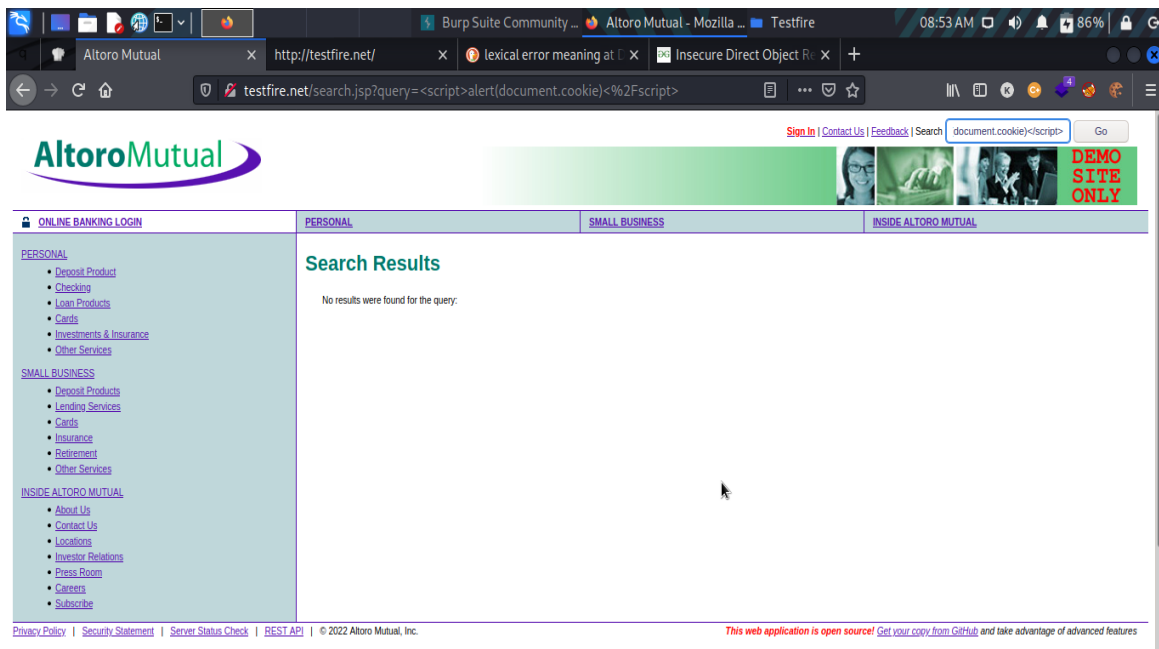 Burp Suite Community ... Altoro Mutual - Mozilla ... Testfire 08:53 AM 86%
Altoro Mutual http://testfire.net/ lexical error meaning at Insecure Direct Object Re
testfire.net/search.jsp?query=<script>alert(document.cookie)<%2Fscript> 4
Sign In | Contact Us | Feedback | Search document.cookie)</script> Go
AltoroMutual
DEMO
SITE
ONLY
ONLINE BANKING LOGIN PERSONAL SMALL BUSINESS INSIDE ALTORO MUTUAL
PERSONAL
Deposit Product
Checking
Loan Products
Cards
Investments & Insurance
Other Services
SMALL BUSINESS
Deposit Products
Lending Services
Cards
Insurance
Retirement
Other Services
INSIDE ALTORO MUTUAL
About Us
Contact Us
Locations
Investor Relations
Press Room
Careers
Subscribe
Search Results
No results were found for the query:
Privacy Policy | Security Statement | Server Status Check | REST API | © 2022 Altoro Mutual, Inc. This web application is open source! Get your copy from GitHub and take advantage of advanced features